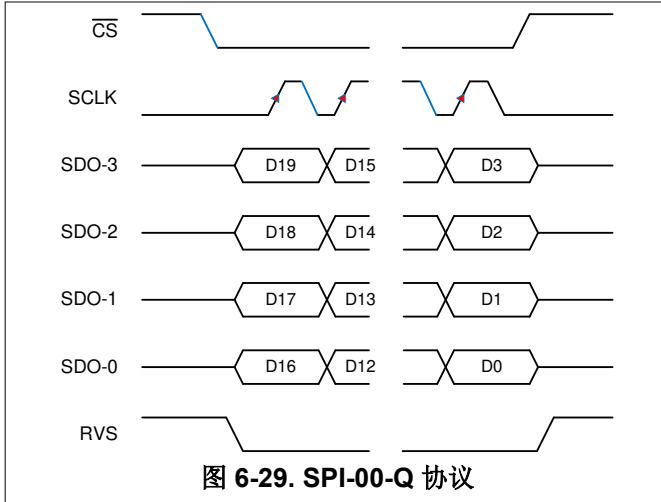 CS
SCLK
SDO-3 D19 D15 D3
SDO-2 D18 D14 D2
SDO-1 D17 D13 D1
SDO-0 D16 D12 D0
RVS
图 6-29. SPI-00-Q 协议